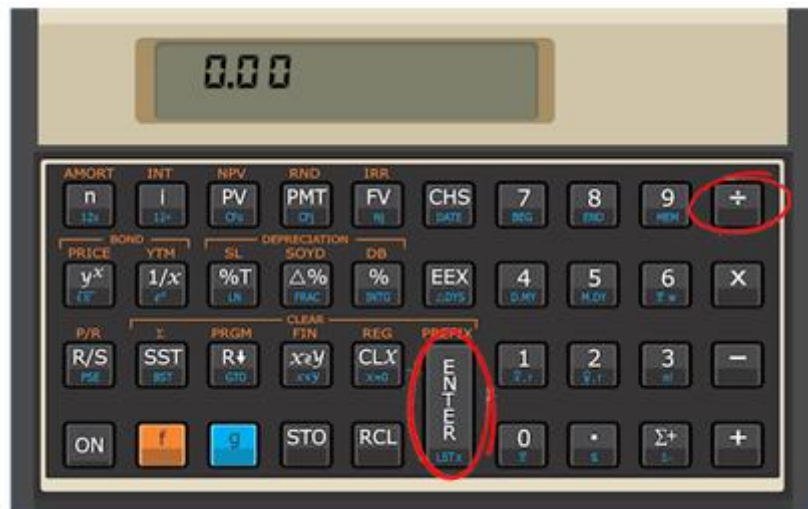 0.00
AMORT INT NPV RND IRR
n i PV PMT FV CHS 7 8 9 ÷
12x 12÷ CFo CFj Nj DATE BEG END MEM
BOND DEPRECIATION
PRICE YTM SL SOYD DB
yˣ 1/x %T △% % EEX 4 5 6 X
eˣ LN FRAC INTG △DYS D.MY M.DY x̄ w
CLEAR
P/R Σ PRGM FIN REG PREFIX
R/S SST R↓ x≷y CLX ENTER 1 2 3 −
PSE BST GTO x≤y x=0 x̂,r ŷ,r n!
ON f g STO RCL 0 · Σ+ +
LSTx x̄ s Σ-